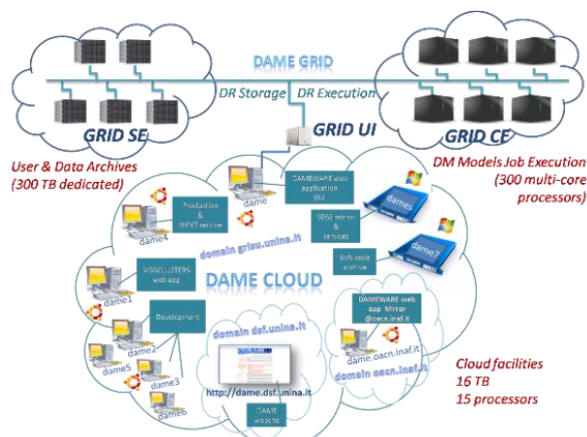 DAME GRID
DR Storage
DR Execution
GRID SE
GRID UI
GRID CE
User & Data Archives
(300 TB dedicated)
DM Models Job Execution
(300 multi-core
processors)
dame
DAMEWARE web
application
GUI
Production
&
service
dame4
SDSS mirror
& services
domain grisu.unina.it
dame7
SVN
archive
VOGCLUSTERS
web app
DAME CLOUD
dame1
DAMEWARE web
app Mirror
@oacn.inaf.it
Development
domain dsf.unina.it
dame2
dame.oacn.inaf.it
domain oacn.inaf.it
dame5
dame3
http://dame.dsf.unina.it
dame6
DAME
website
Cloud facilities
16 TB
15 processors